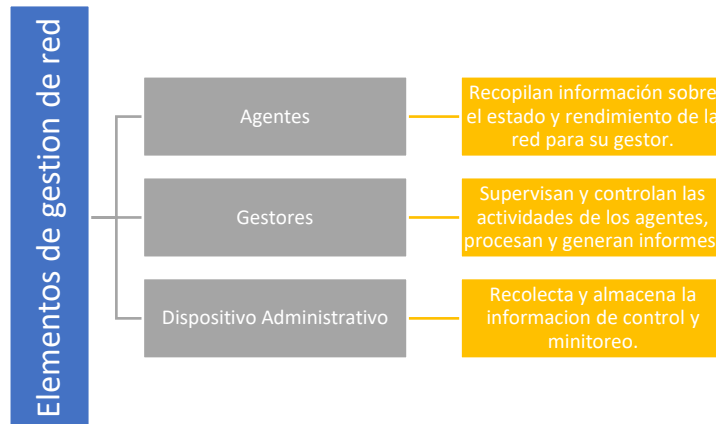 Elementos de gestion de red
Agentes
Recopilan información sobre
el estado y rendimiento de la
red para su gestor.
Gestores
Supervisan y controlan las
actividades de los agentes,
procesan y generan informes.
Dispositivo Administrativo
Recolecta y almacena la
informacion de control y
minitoreo.